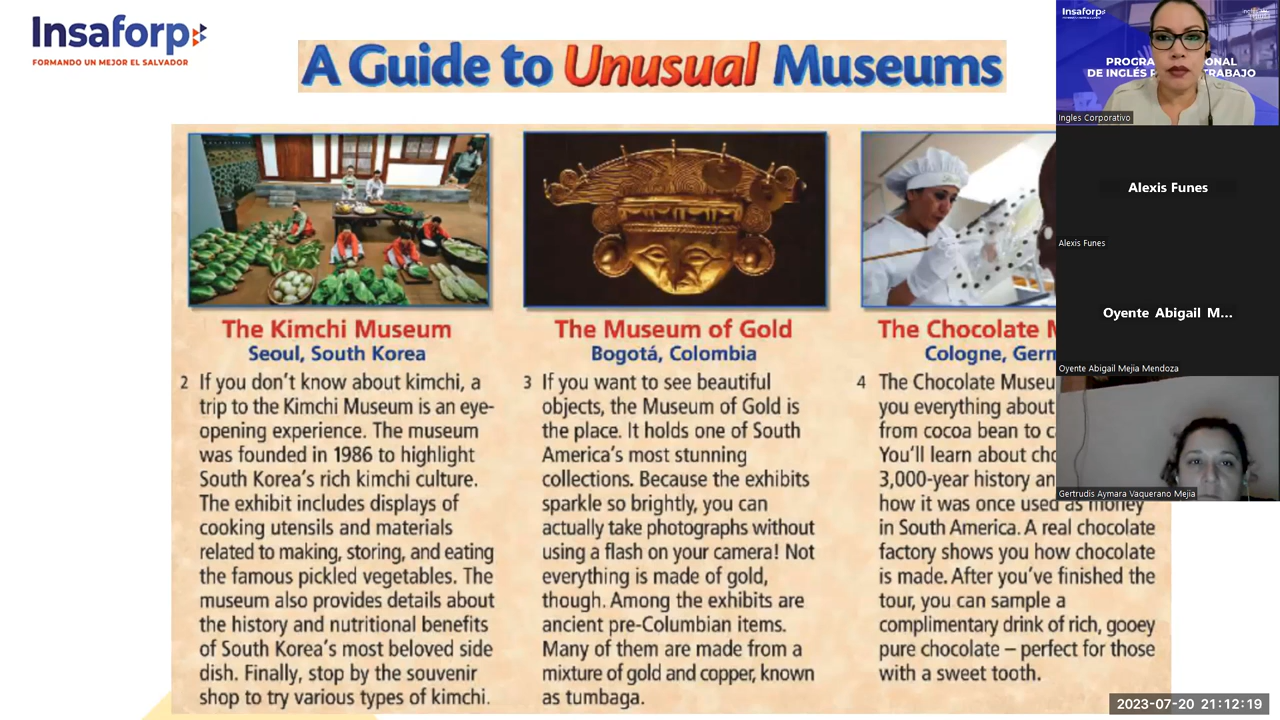 Insaforp
FORMANDO UN MEJOR EL SALVADOR
A Guide to Unusual Museums
The Kimchi Museum
Seoul, South Korea
2 If you don't know about kimchi, a
trip to the Kimchi Museum is an eye-
opening experience. The museum
was founded in 1986 to highlight
South Korea's rich kimchi culture.
The exhibit includes displays of
cooking utensils and materials
related to making, storing, and eating
the famous pickled vegetables. The
museum also provides details about
the history and nutritional benefits
of South Korea's most beloved side
dish. Finally, stop by the souvenir
shop to try various types of kimchi.
The Museum of Gold
Bogotá, Colombia
3 If you want to see beautiful
objects, the Museum of Gold is
the place. It holds one of South
America's most stunning
collections. Because the exhibits
sparkle so brightly, you can
actually take photographs without
using a flash on your camera! Not
everything is made of gold,
though. Among the exhibits are
ancient pre-Columbian items.
Many of them are made from a
mixture of gold and copper, known
as tumbaga.
The Chocolate M
Cologne, Germ
4 The Chocolate Museu
you everything about
from cocoa bean to c
You'll learn about cho
3,000-year history an
how it was once used as money
in South America. A real chocolate
factory shows you how chocolate
is made. After you've finished the
tour, you can sample a
complimentary drink of rich, gooey
pure chocolate – perfect for those
with a sweet tooth.
Insaforp
PROGRA ONAL
DE INGLÉS P TRABAJO
Ingles Corporativo
Alexis Funes
Alexis Funes
Oyente Abigail M...
Oyente Abigail Mejia Mendoza
Gertrudis Aymara Vaquerano Mejia
2023-07-20 21:12:19